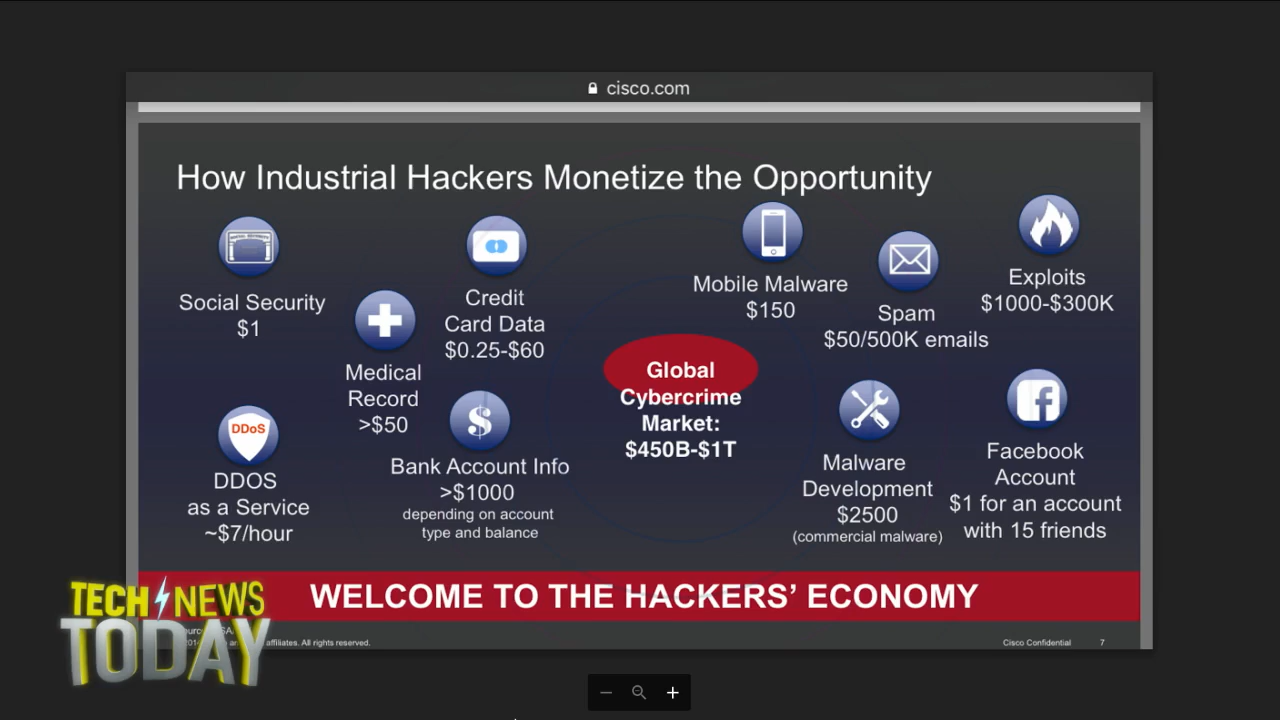 cisco.com
How Industrial Hackers Monetize the Opportunity
Social Security
$1
Medical
Record
>$50
Credit
Card Data
$0.25-$60
DDoS
DDOS
as a Service
~$7/hour
Bank Account Info
>$1000
depending on account
type and balance
Global
Cybercrime
Market:
$450B-$1T
Mobile Malware
$150
Spam
$50/500K emails
Exploits
$1000-$300K
Malware
Development
$2500
(commercial malware)
Facebook
Account
$1 for an account
with 15 friends
WELCOME TO THE HACKERS’ ECONOMY
TECH NEWS
TODAY
affiliates. All rights reserved.
Cisco Confidential 7